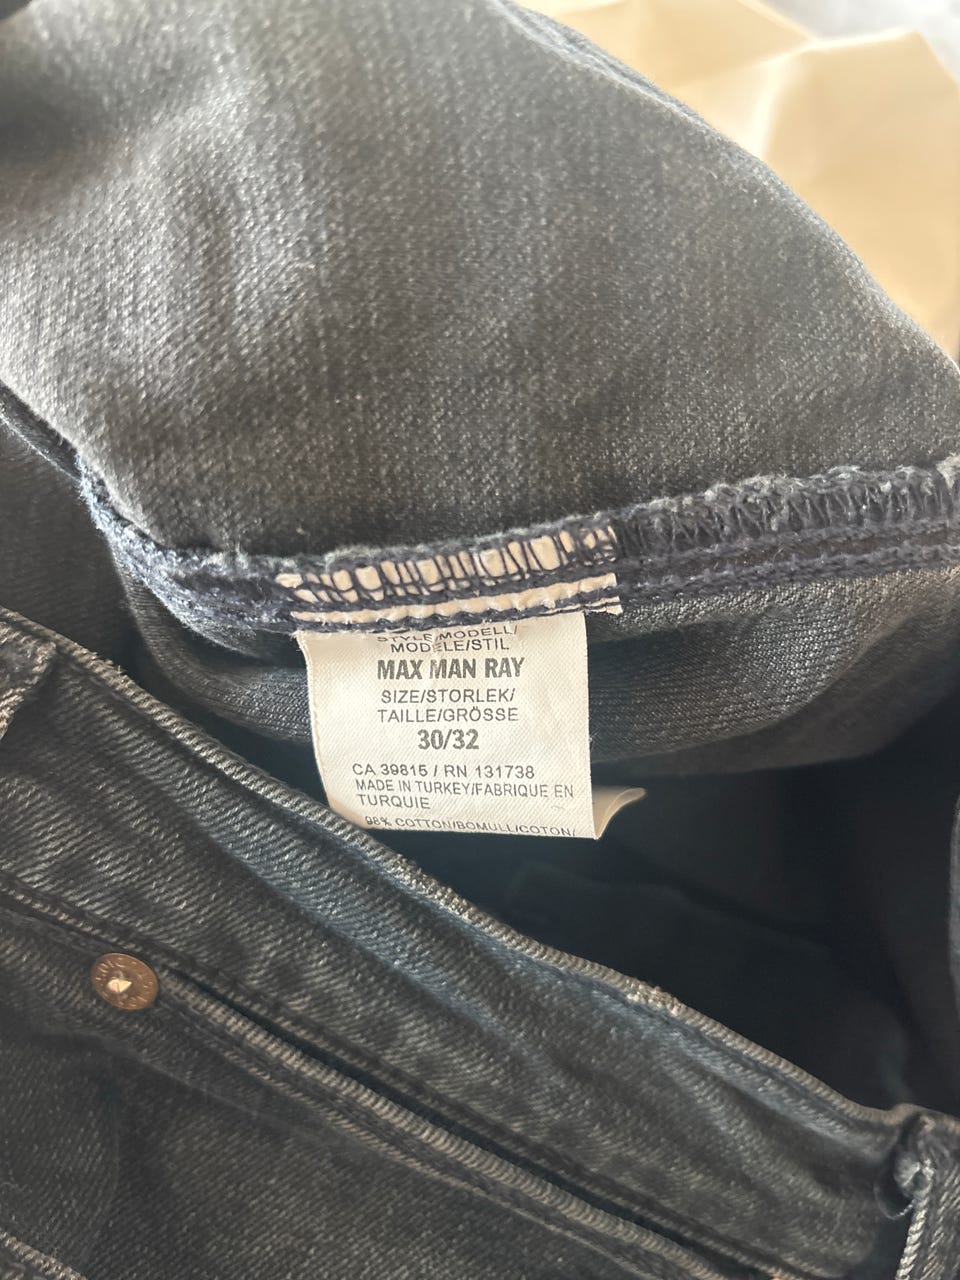 STYLE/MODELL/
MODELE/STIL
MAX MAN RAY
SIZE/STORLEK/
TAILLE/GRÖSSE
30/32
CA 39815 / RN 131738
MADE IN TURKEY/FABRIQUE EN
TURQUIE
98% COTTON/BOMULL/COTON/